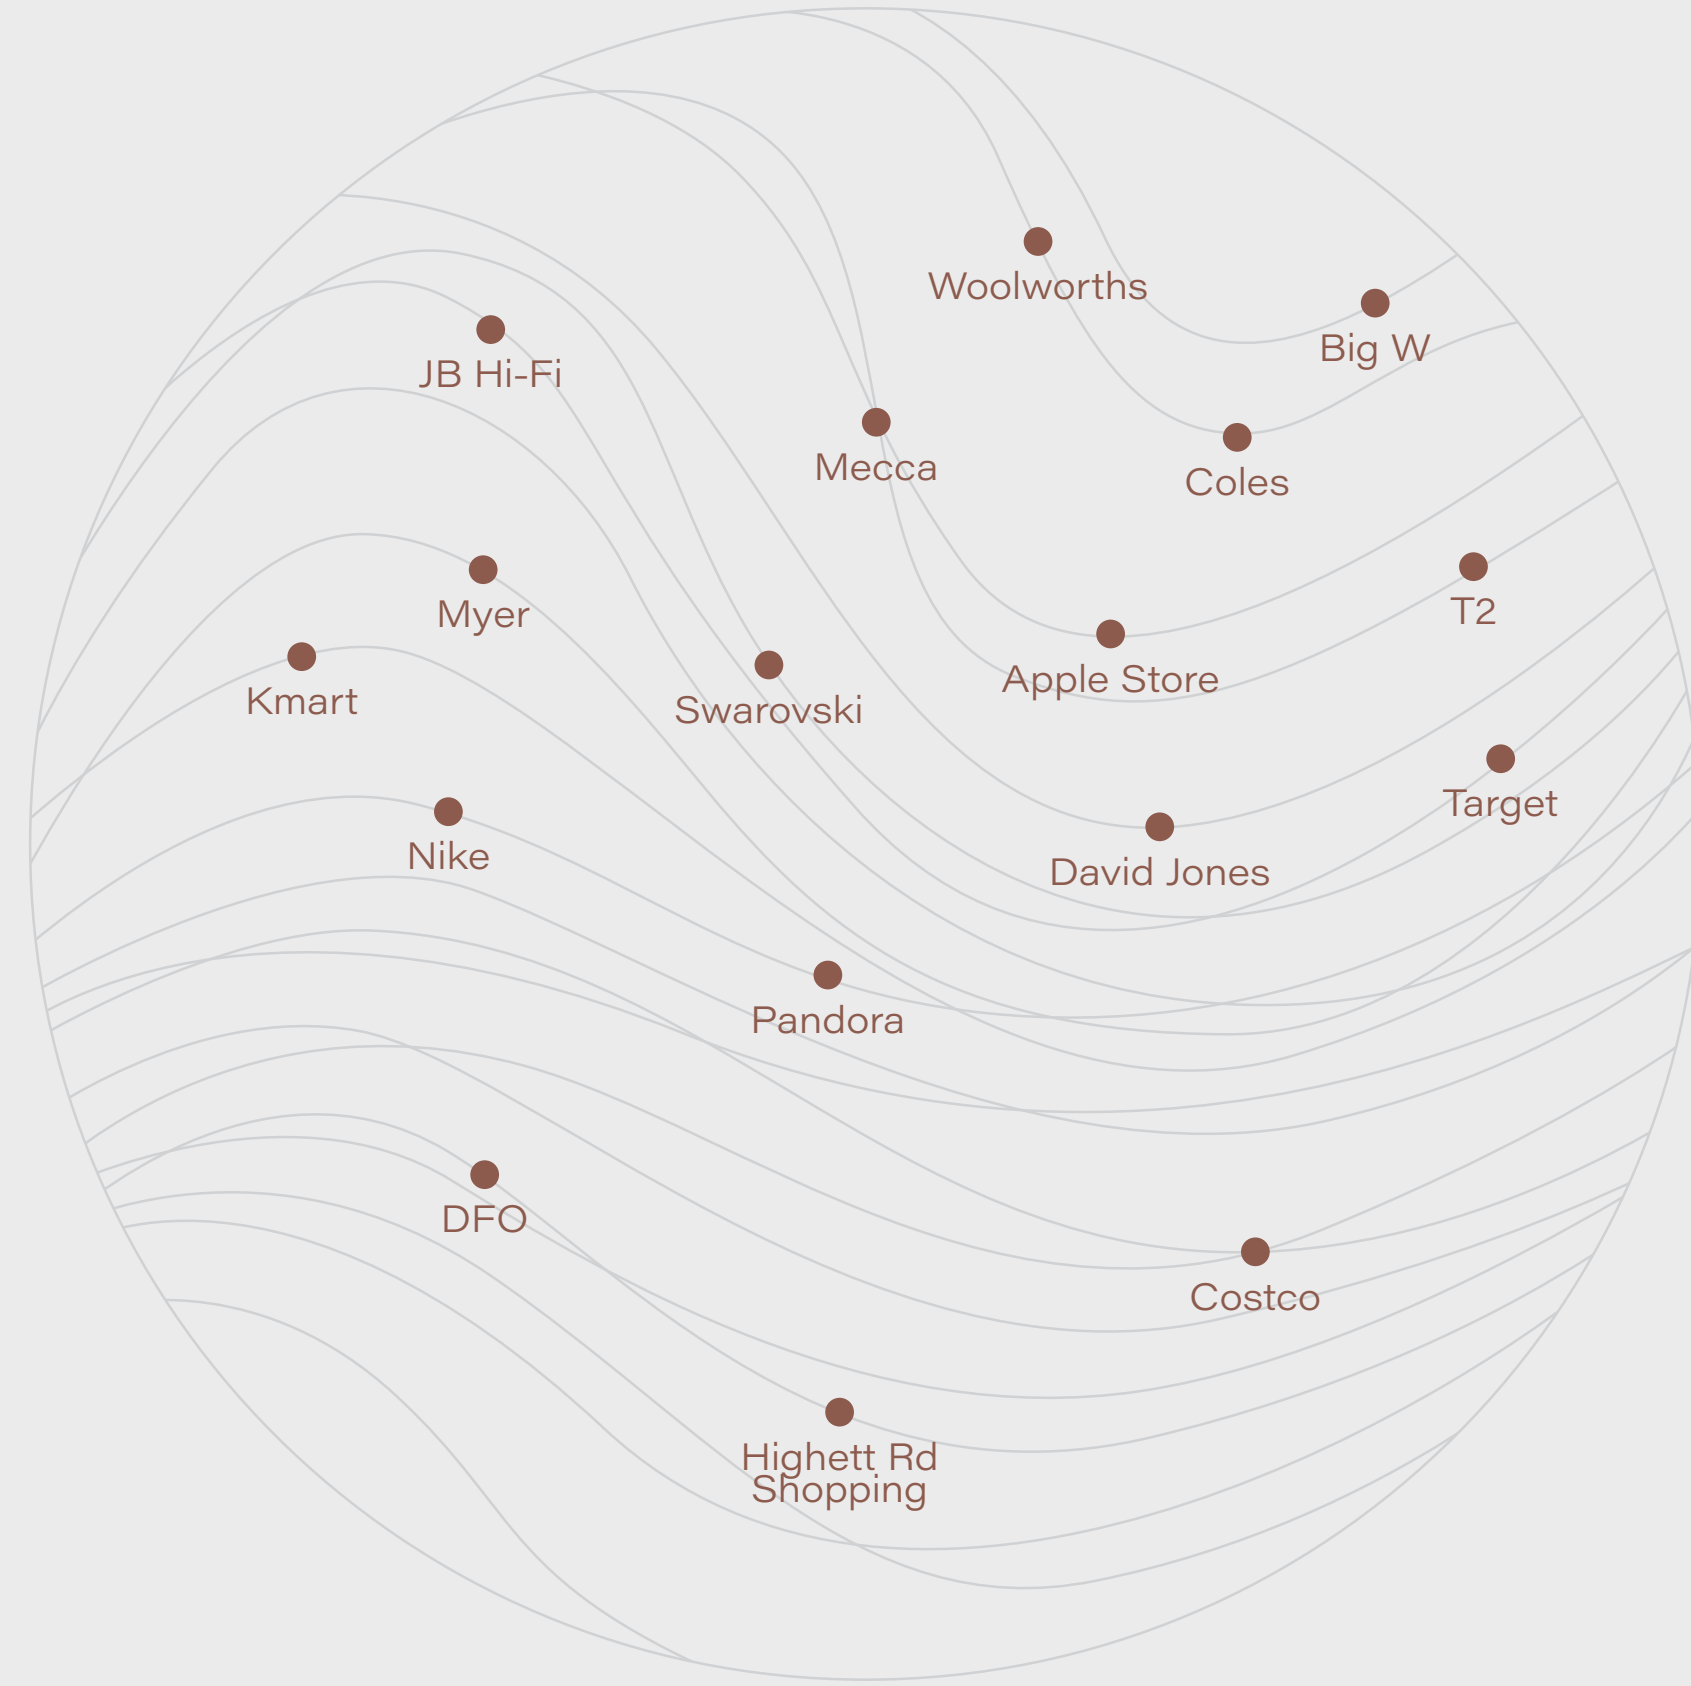 Woolworths
Big W
JB Hi-Fi
Mecca
Coles
Myer
T2
Apple Store
Kmart
Swarovski
Target
Nike
David Jones
Pandora
DFO
Costco
Highett Rd
Shopping